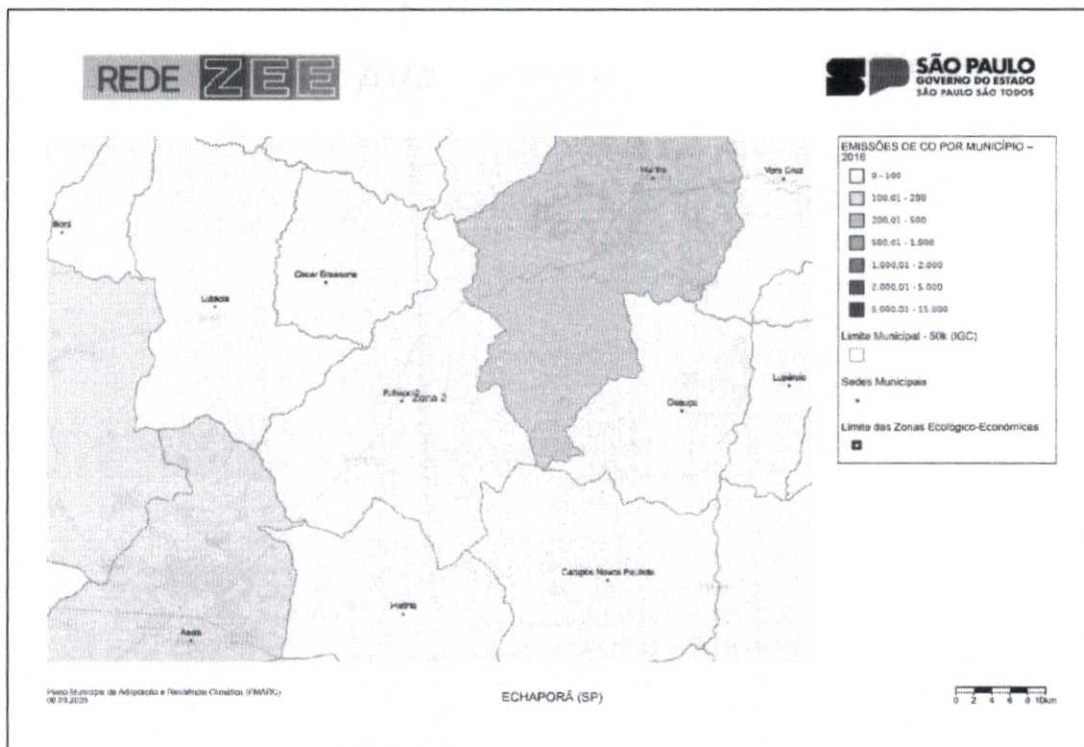 REDE ZEE
SÃO PAULO
GOVERNO DO ESTADO
SÃO PAULO SÃO TODOS
EMISSÕES DE CO POR MUNICÍPIO –
2016
0 - 100
100,01 - 200
200,01 - 500
500,01 - 1.000
1.000,01 - 2.000
2.000,01 - 5.000
5.000,01 - 15.000
Limite Municipal - 50k (IGC)
Sedes Municipais
Limite das Zonas Ecológico-Econômicas
Marília
Vera Cruz
Borá
Oscar Bressane
Lutécia
Echaporã
Zona 2
Ocauçu
Lupércio
Campos Novos Paulista
Platina
Assis
Plano Municipal de Adaptação e Resiliência Climática (PMARC)
ECHAPORÃ (SP)
0 2 4 6 8 10km